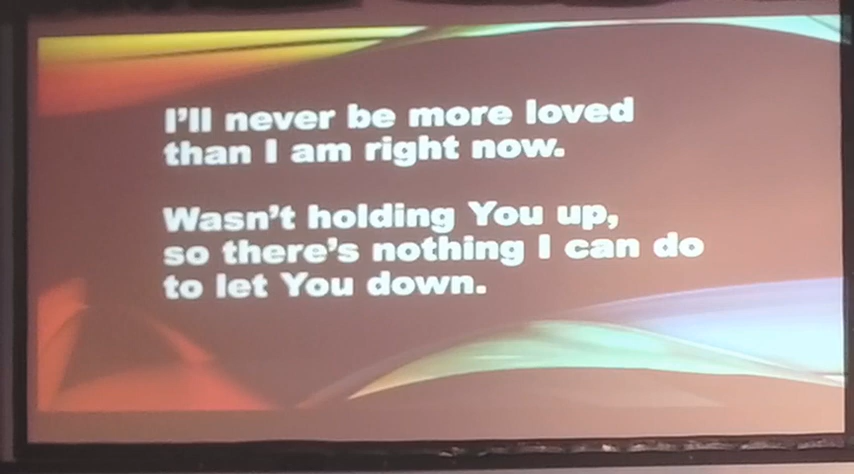 I'll never be more loved
than I am right now.
Wasn't holding You up,
so there's nothing I can do
to let You down.